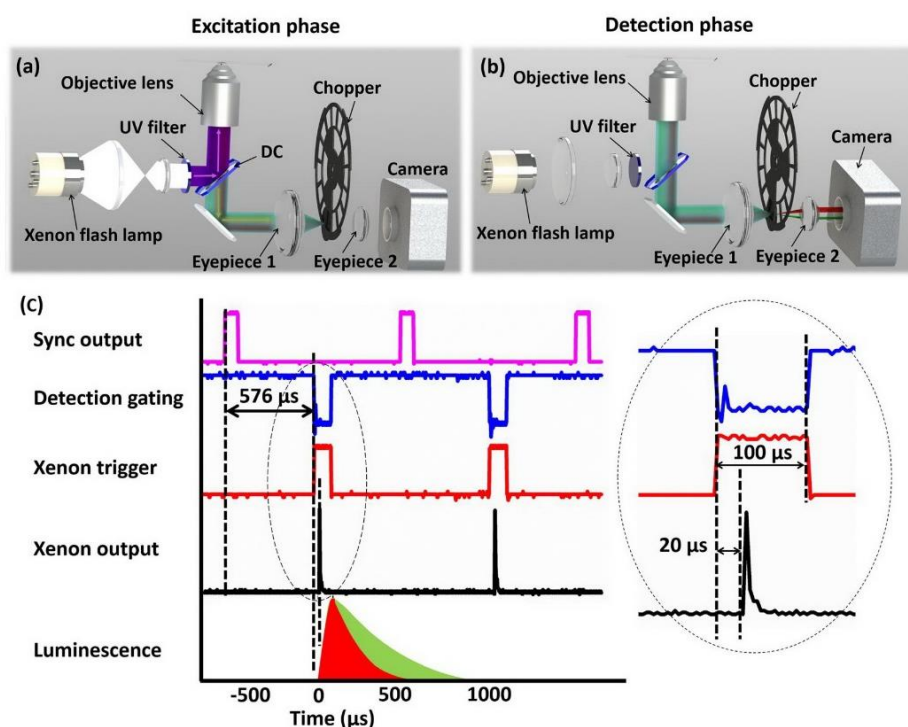 Excitation phase
Detection phase
(a)
Objective lens
Chopper
UV filter
DC
Camera
Xenon flash lamp
Eyepiece 1
Eyepiece 2
(b)
Objective lens
Chopper
UV filter
Camera
Xenon flash lamp
Eyepiece 1
Eyepiece 2
(c)
Sync output
Detection gating
576 μs
Xenon trigger
Xenon output
Luminescence
-500
0
500
1000
Time (μs)
100 μs
20 μs